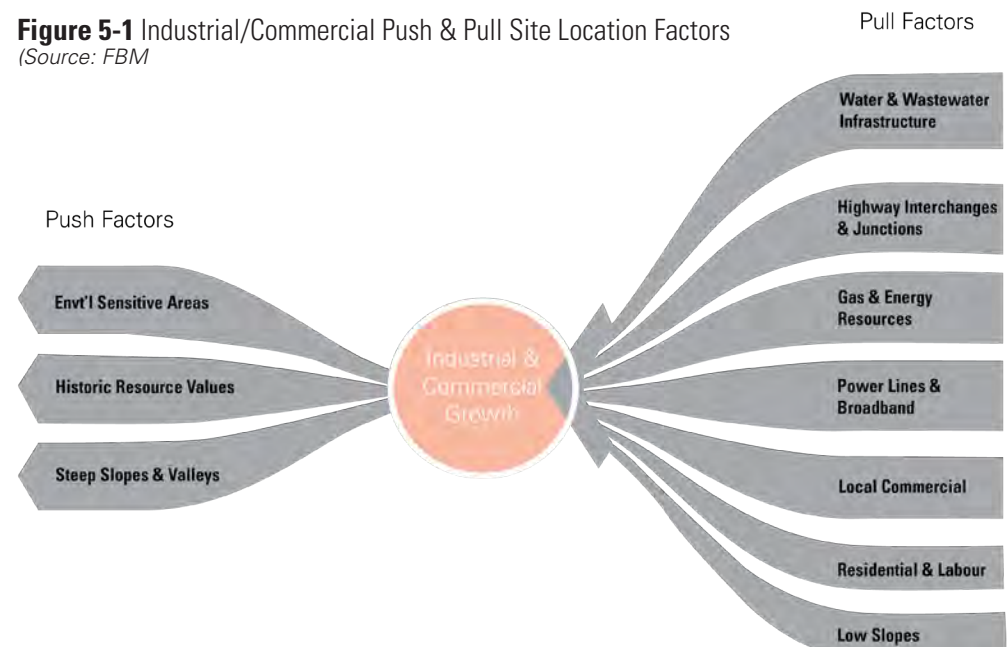 Figure 5-1 Industrial/Commercial Push & Pull Site Location Factors
(Source: FBM
Pull Factors
Push Factors
Envt'l Sensitive Areas
Historic Resource Values
Steep Slopes & Valleys
Industrial &
Commercial
Growth
Water & Wastewater
Infrastructure
Highway Interchanges
& Junctions
Gas & Energy
Resources
Power Lines &
Broadband
Local Commercial
Residential & Labour
Low Slopes